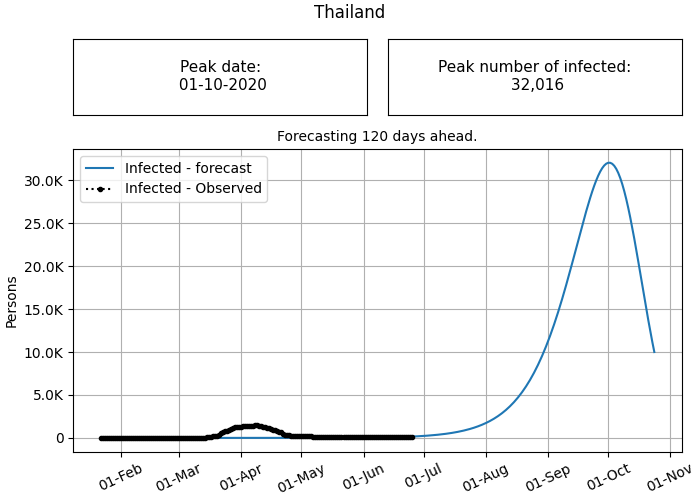 Thailand
Peak date:
01-10-2020
Peak number of infected:
32,016
Forecasting 120 days ahead.
Infected - forecast
Infected - Observed
Persons
30.0K
25.0K
20.0K
15.0K
10.0K
5.0K
0
01-Feb
01-Mar
01-Apr
01-May
01-Jun
01-Jul
01-Aug
01-Sep
01-Oct
01-Nov